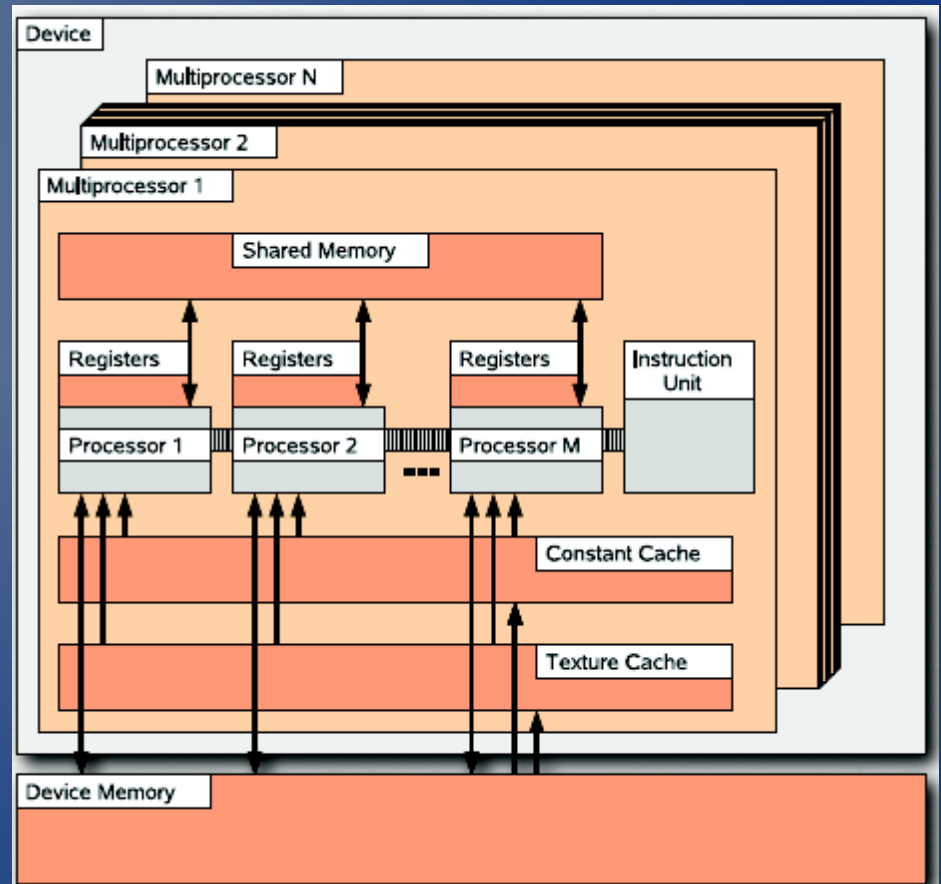 Device
Multiprocessor N
Multiprocessor 2
Multiprocessor 1
Shared Memory
Registers
Registers
Registers
Instruction
Unit
Processor 1
Processor 2
Processor M
Constant Cache
Texture Cache
Device Memory